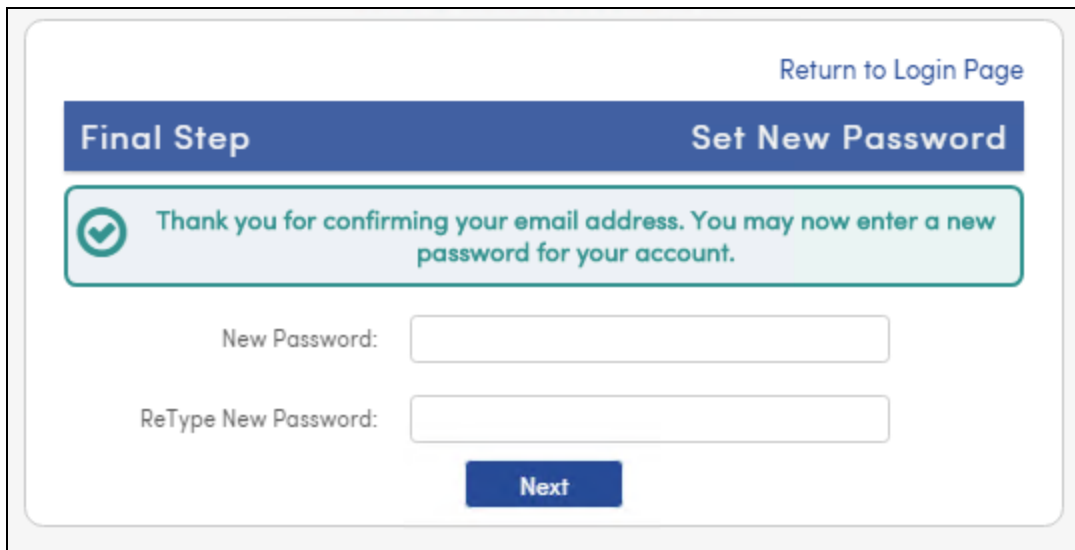 Return to Login Page
Final Step Set New Password
Thank you for confirming your email address. You may now enter a new
password for your account.
New Password:
ReType New Password:
Next